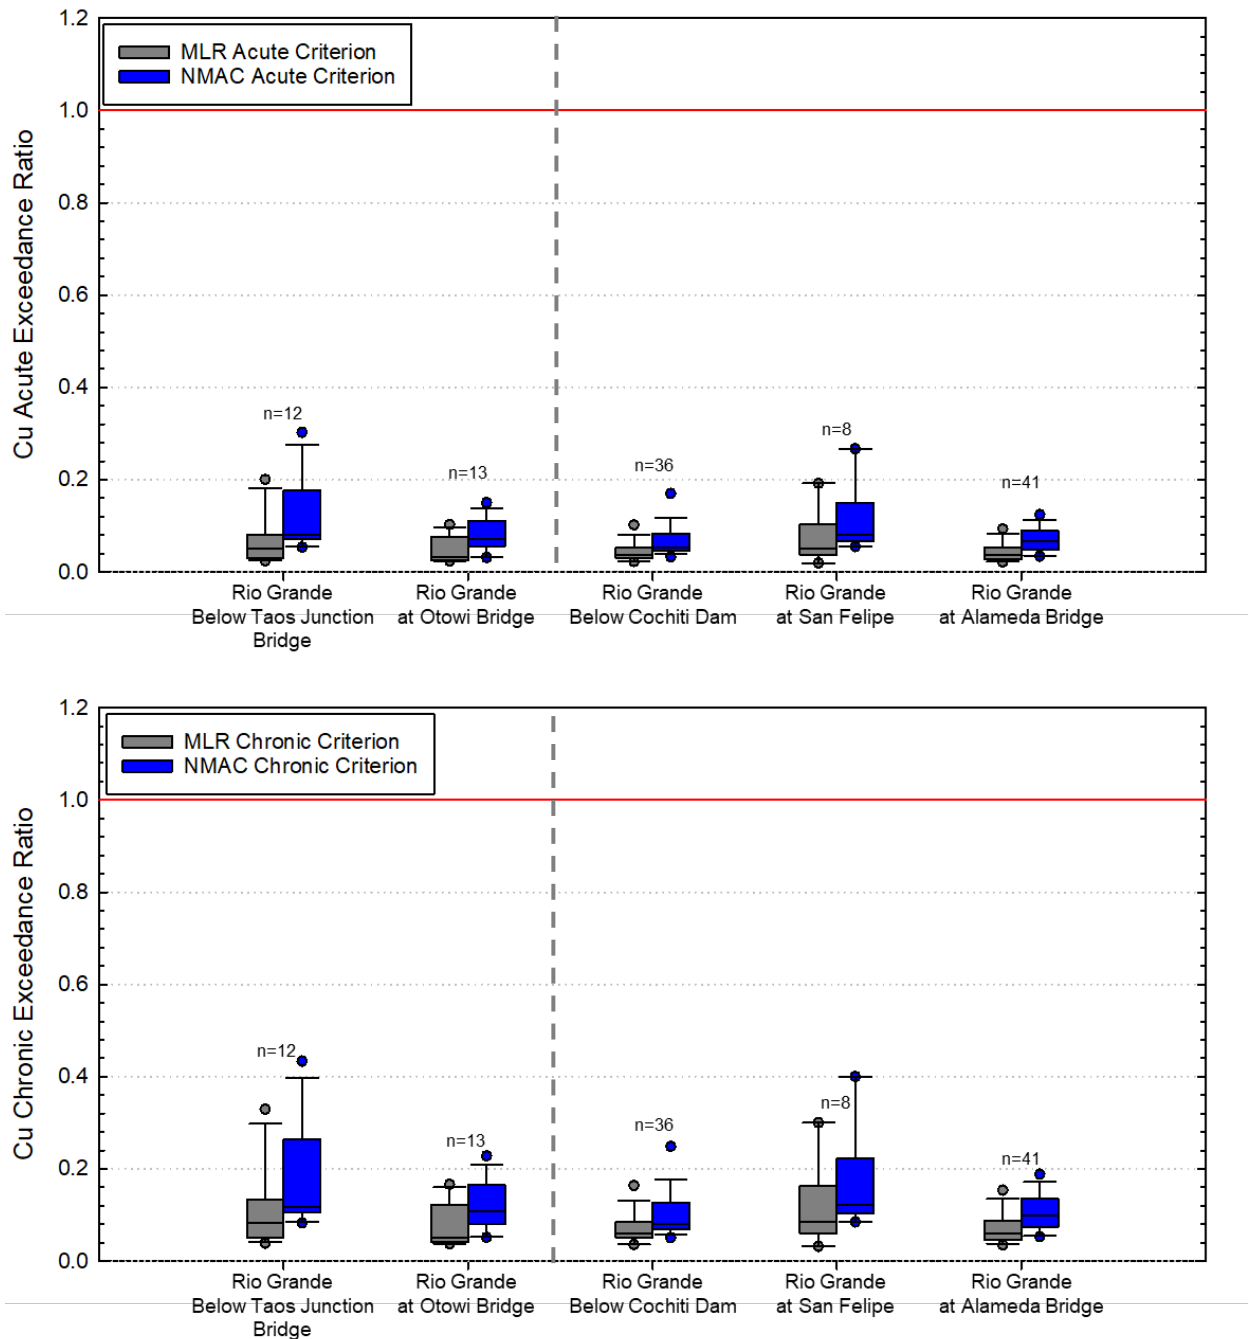 1.2
MLR Acute Criterion
NMAC Acute Criterion
1.0
0.8
0.6
0.4
0.2
0.0
Cu Acute Exceedance Ratio
n=12
n=13
n=36
n=8
n=41
Rio Grande
Below Taos Junction
Bridge
Rio Grande
at Otowi Bridge
Rio Grande
Below Cochiti Dam
Rio Grande
at San Felipe
Rio Grande
at Alameda Bridge
1.2
MLR Chronic Criterion
NMAC Chronic Criterion
1.0
0.8
0.6
0.4
0.2
0.0
Cu Chronic Exceedance Ratio
n=12
n=13
n=36
n=8
n=41
Rio Grande
Below Taos Junction
Bridge
Rio Grande
at Otowi Bridge
Rio Grande
Below Cochiti Dam
Rio Grande
at San Felipe
Rio Grande
at Alameda Bridge